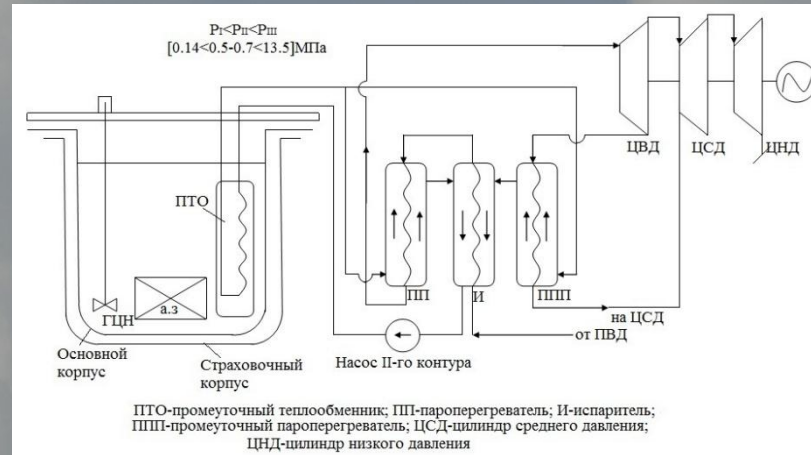 PI<PII<PIII
[0.14<0.5-0.7<13.5]МПа
ЦВД
ЦСД
ЦНД
ПТО
ГЦН
а.з
ПП
И
ППП
на ЦСД
от ПВД
Основной
корпус
Страховочный
корпус
Насос II-го контура
ПТО-промеуточный теплообменник; ПП-пароперегреватель; И-испаритель;
ППП-промеуточный пароперегреватель; ЦСД-цилиндр среднего давления;
ЦНД-цилиндр низкого давления